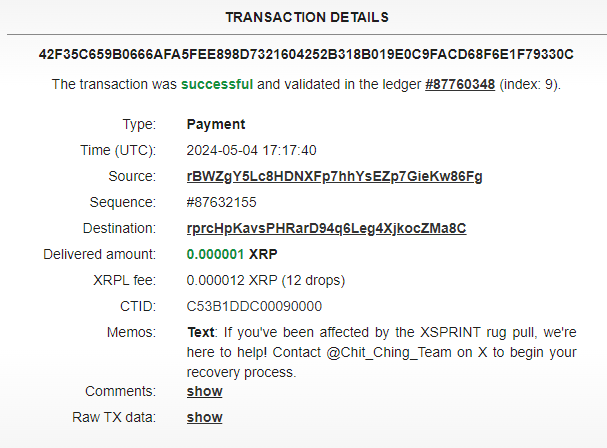 TRANSACTION DETAILS
42F35C659B0666AFA5FEE898D7321604252B318B019E0C9FACD68F6E1F79330C
The transaction was successful and validated in the ledger #87760348 (index: 9).
Type: Payment
Time (UTC): 2024-05-04 17:17:40
Source: rBWZgY5Lc8HDNXFp7hhYsEZp7GieKw86Fg
Sequence: #87632155
Destination: rprcHpKavsPHRarD94q6Leg4XjkocZMa8C
Delivered amount: 0.000001 XRP
XRPL fee: 0.000012 XRP (12 drops)
CTID: C53B1DDC00090000
Memos: Text: If you've been affected by the XSPRINT rug pull, we're
here to help! Contact @Chit_Ching_Team on X to begin your
recovery process.
Comments: show
Raw TX data: show